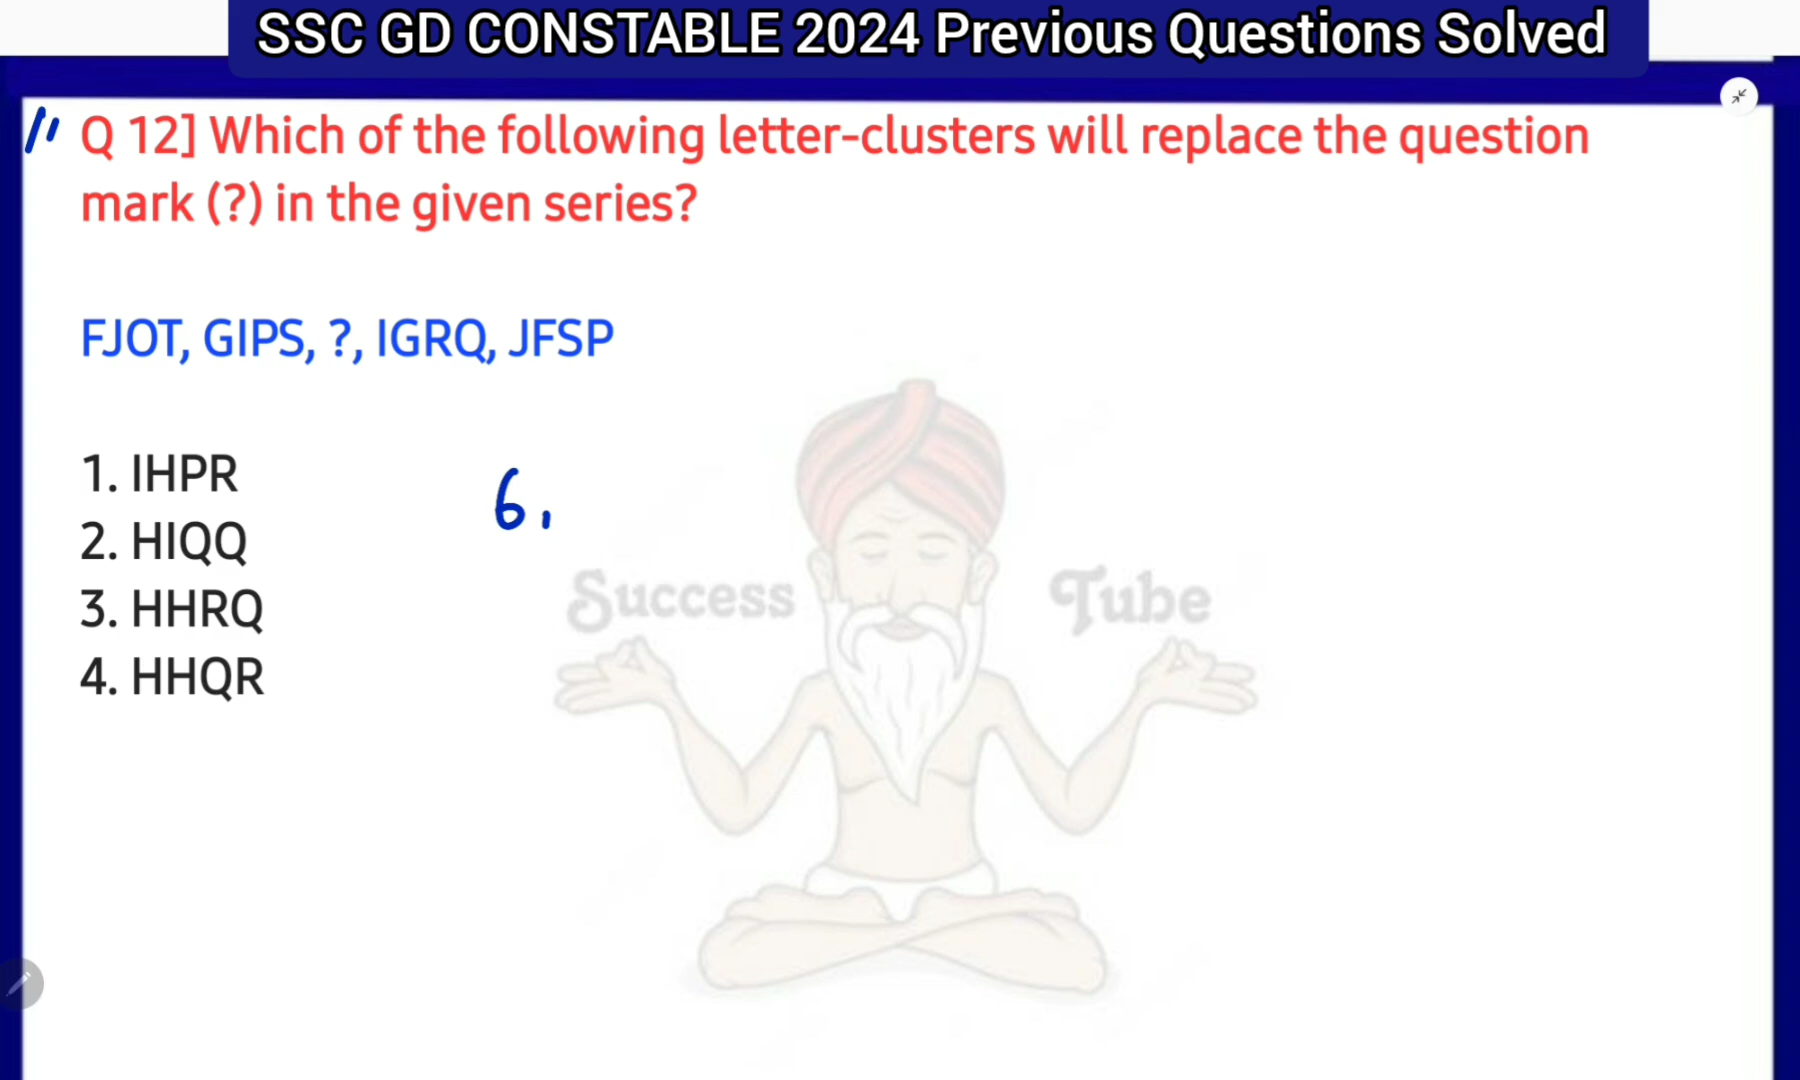 SSC GD CONSTABLE 2024 Previous Questions Solved
Q 12] Which of the following letter-clusters will replace the question
mark (?) in the given series?
FJOT, GIPS, ?, IGRQ, JFSP
1. IHPR
2. HIQQ
3. HHRQ
4. HHQR
6,
Success Tube